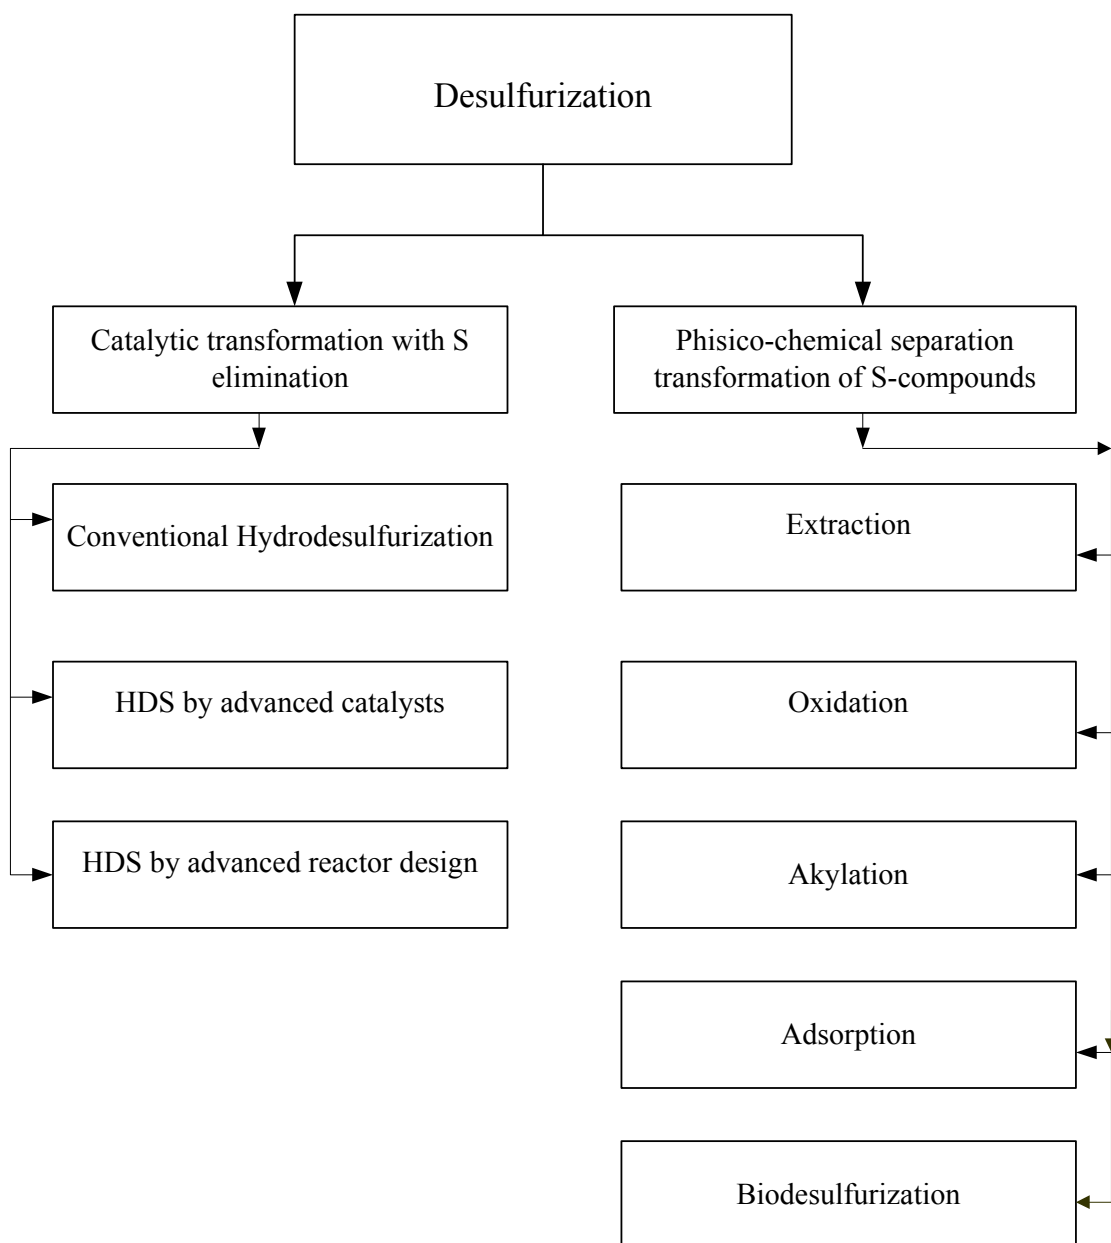 Desulfurization
Catalytic transformation with S
elimination
Phisico-chemical separation
transformation of S-compounds
Conventional Hydrodesulfurization
HDS by advanced catalysts
HDS by advanced reactor design
Extraction
Oxidation
Akylation
Adsorption
Biodesulfurization